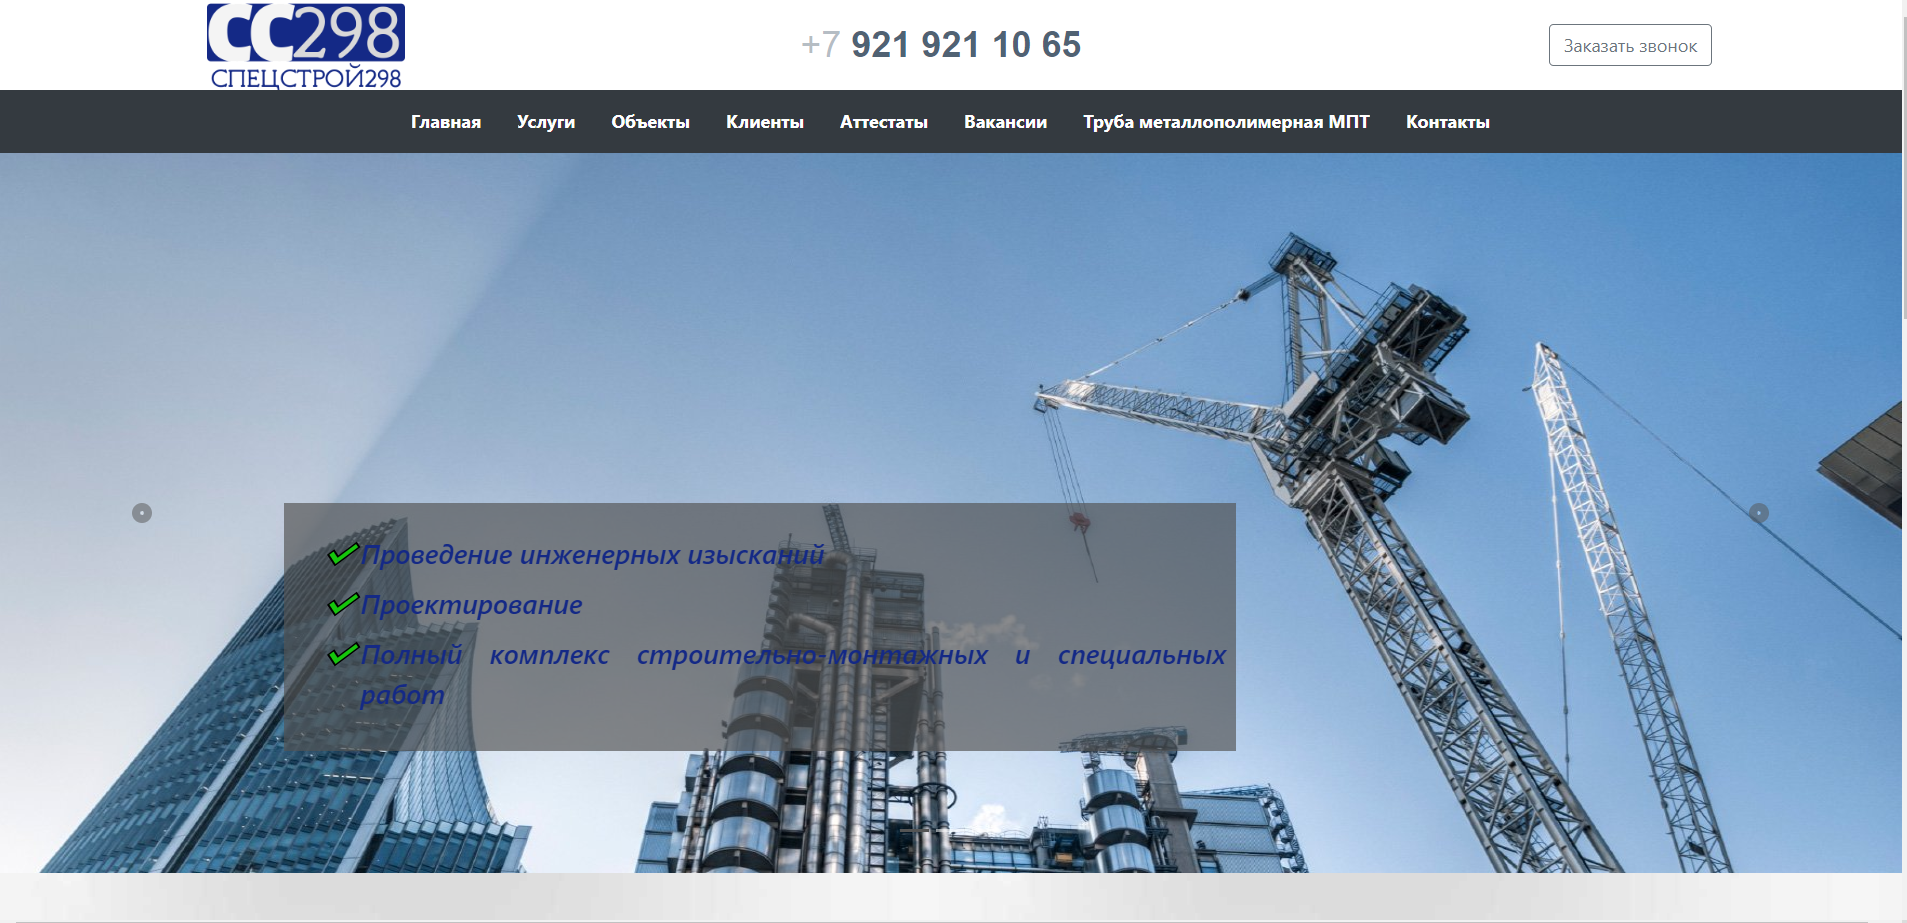 СС298
СПЕЦСТРОЙ298
+7 921 921 10 65
Заказать звонок
Главная Услуги Объекты Клиенты Аттестаты Вакансии Труба металлополимерная МПТ Контакты
Проведение инженерных изысканий
Проектирование
Полный комплекс строительно-монтажных и специальных
работ